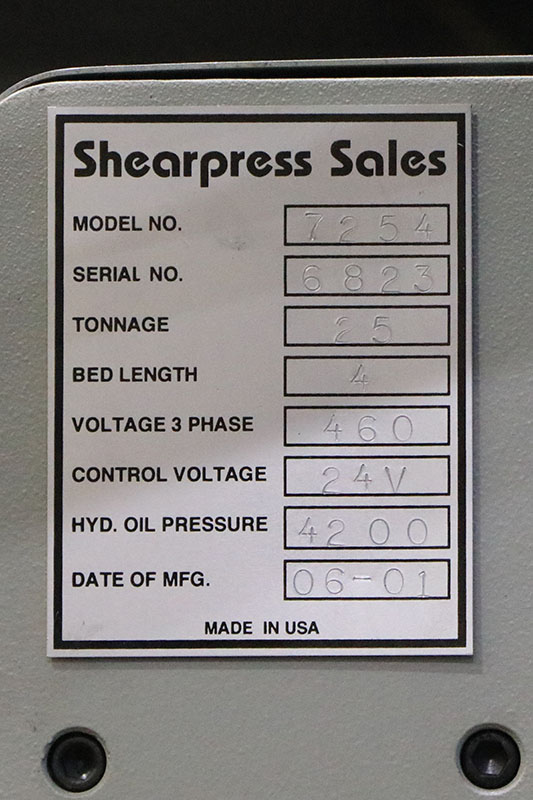 Shearpress Sales
MODEL NO. 7254
SERIAL NO. 6823
TONNAGE 25
BED LENGTH 4
VOLTAGE 3 PHASE 460
CONTROL VOLTAGE 24V
HYD. OIL PRESSURE 4200
DATE OF MFG. 06-01
MADE IN USA